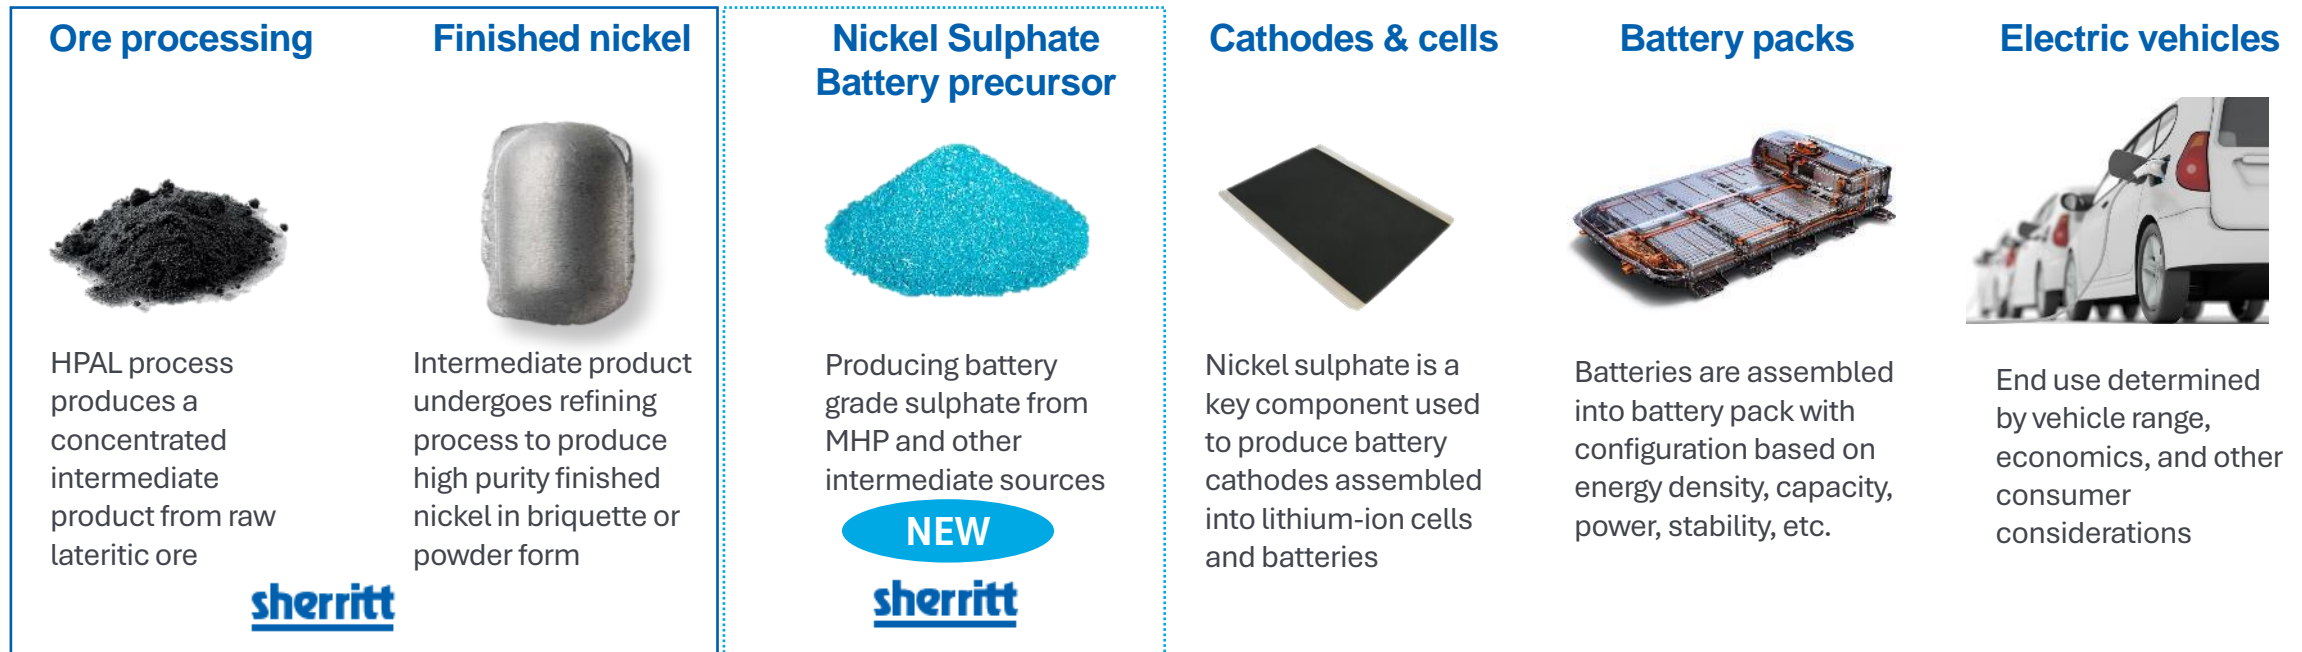 Ore processing
HPAL process
produces a
concentrated
intermediate
product from raw
lateritic ore
Finished nickel
Intermediate product
undergoes refining
process to produce
high purity finished
nickel in briquette or
powder form
sherritt
Nickel Sulphate
Battery precursor
Producing battery
grade sulphate from
MHP and other
intermediate sources
NEW
sherritt
Cathodes & cells
Nickel sulphate is a
key component used
to produce battery
cathodes assembled
into lithium-ion cells
and batteries
Battery packs
Batteries are assembled
into battery pack with
configuration based on
energy density, capacity,
power, stability, etc.
Electric vehicles
End use determined
by vehicle range,
economics, and other
consumer
considerations